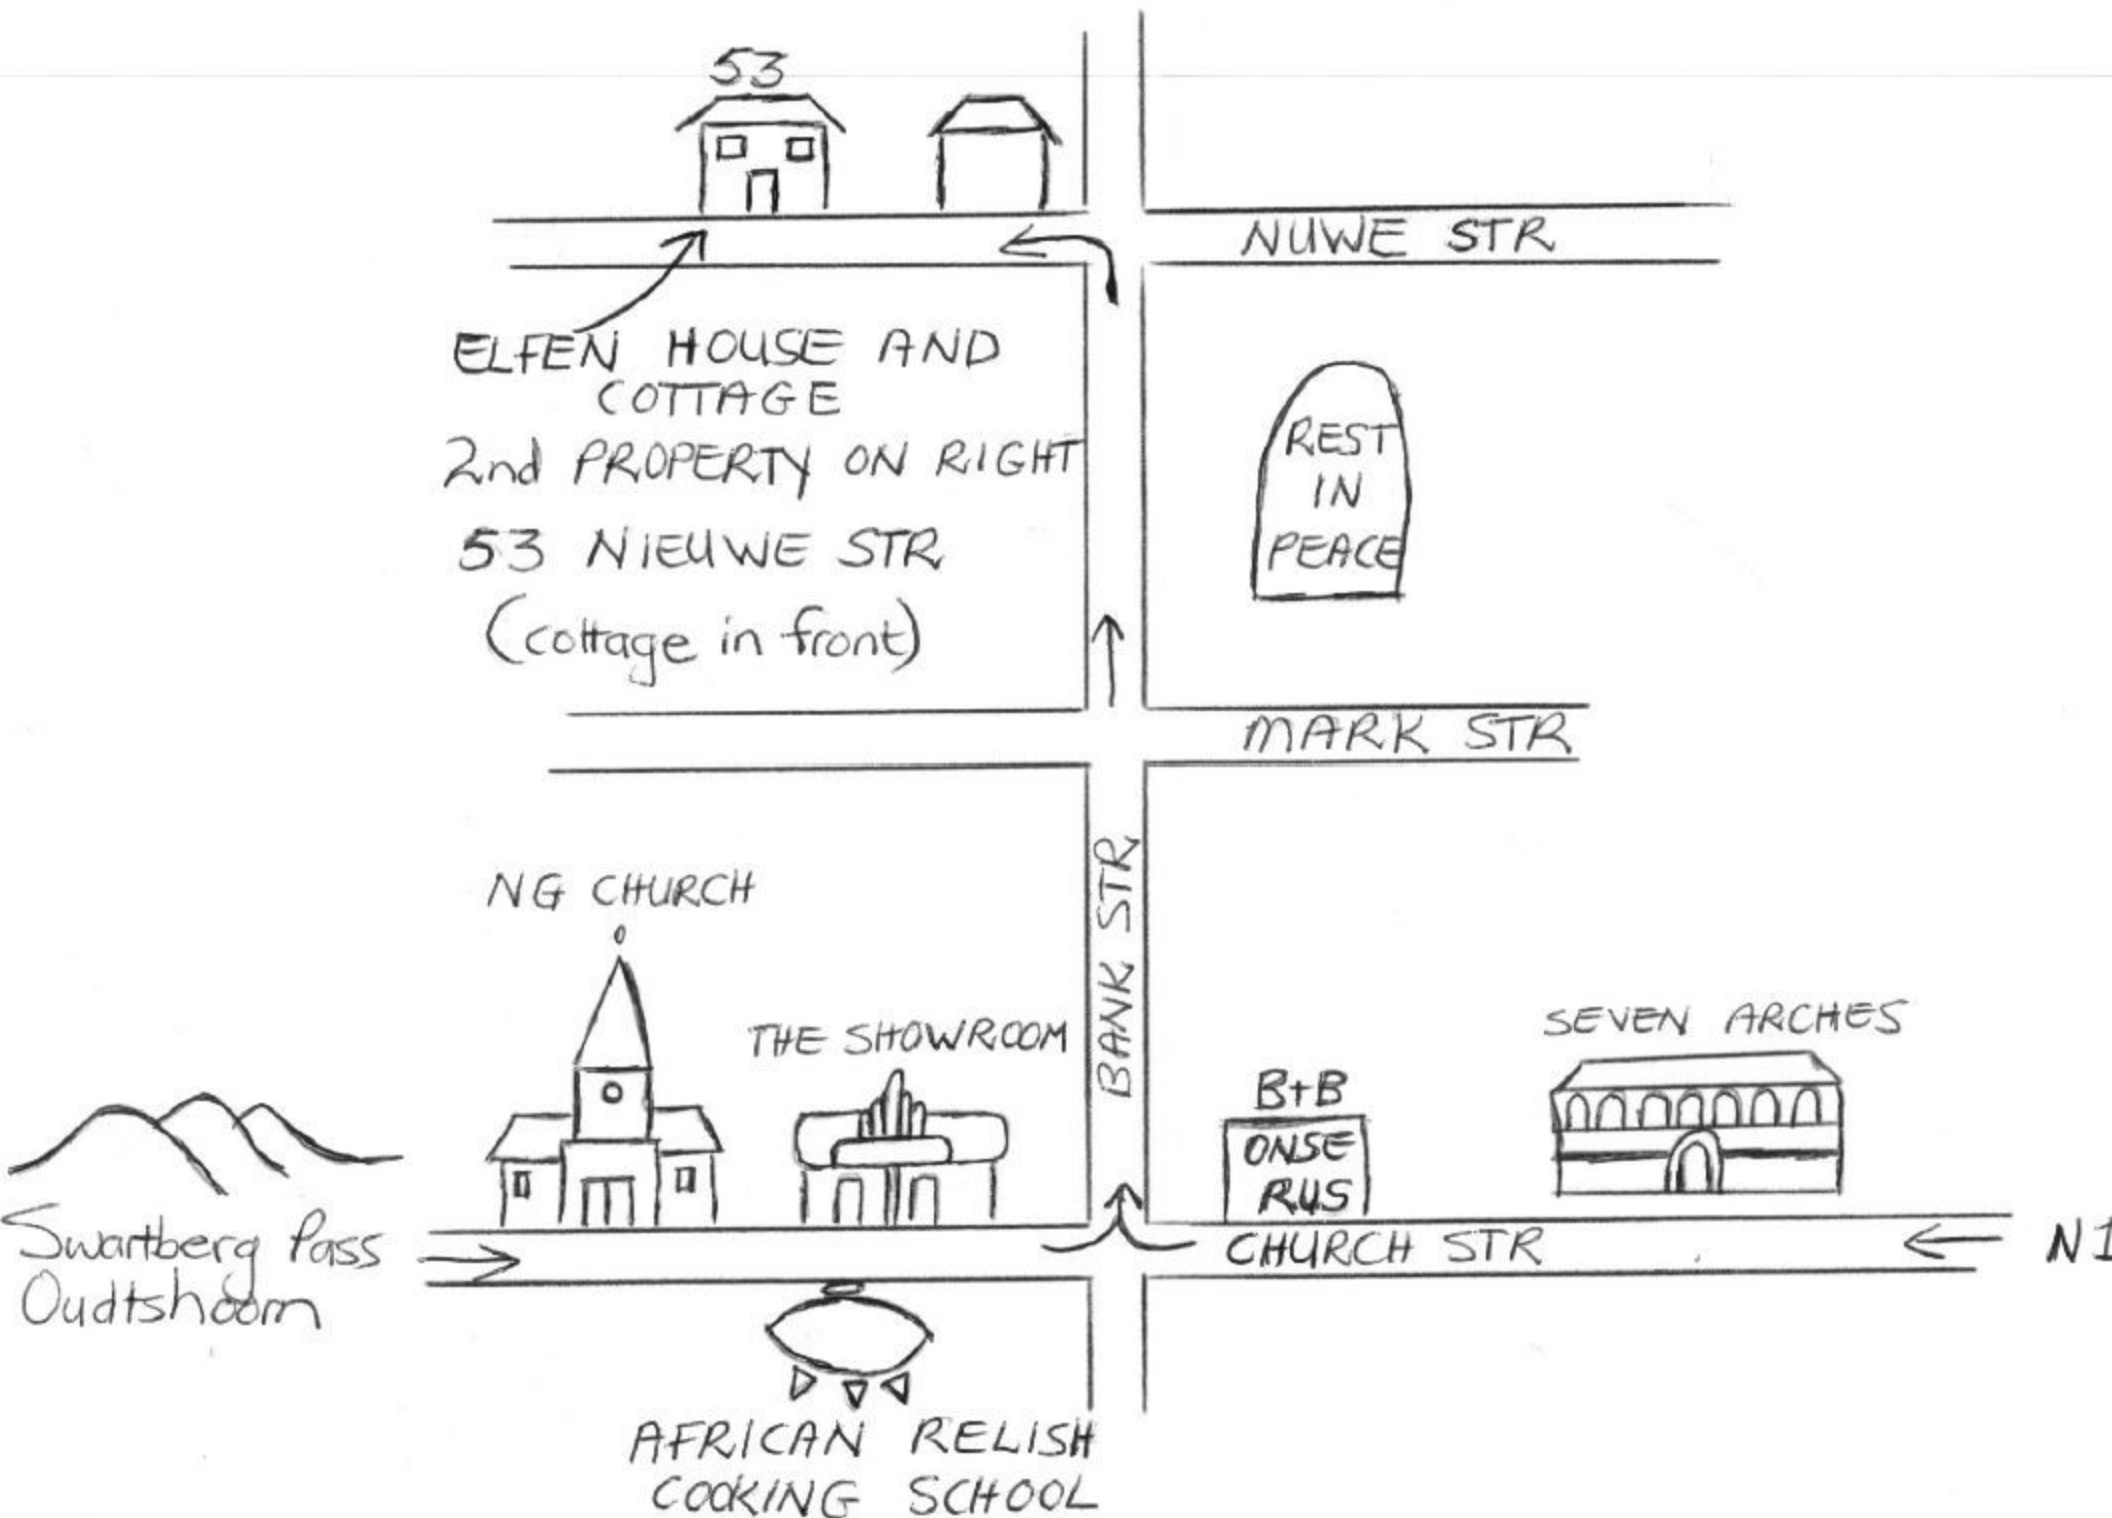 53
NUWE STR
ELFEN HOUSE AND
COTTAGE
2nd PROPERTY ON RIGHT
53 NIEUWE STR
(cottage in front)
REST
IN
PEACE
MARK STR
BANK STR
NG CHURCH
THE SHOWROOM
B+B
ONSE
RUS
SEVEN ARCHES
Swartberg Pass
Oudtshoorn
CHURCH STR
N1
AFRICAN RELISH
COOKING SCHOOL